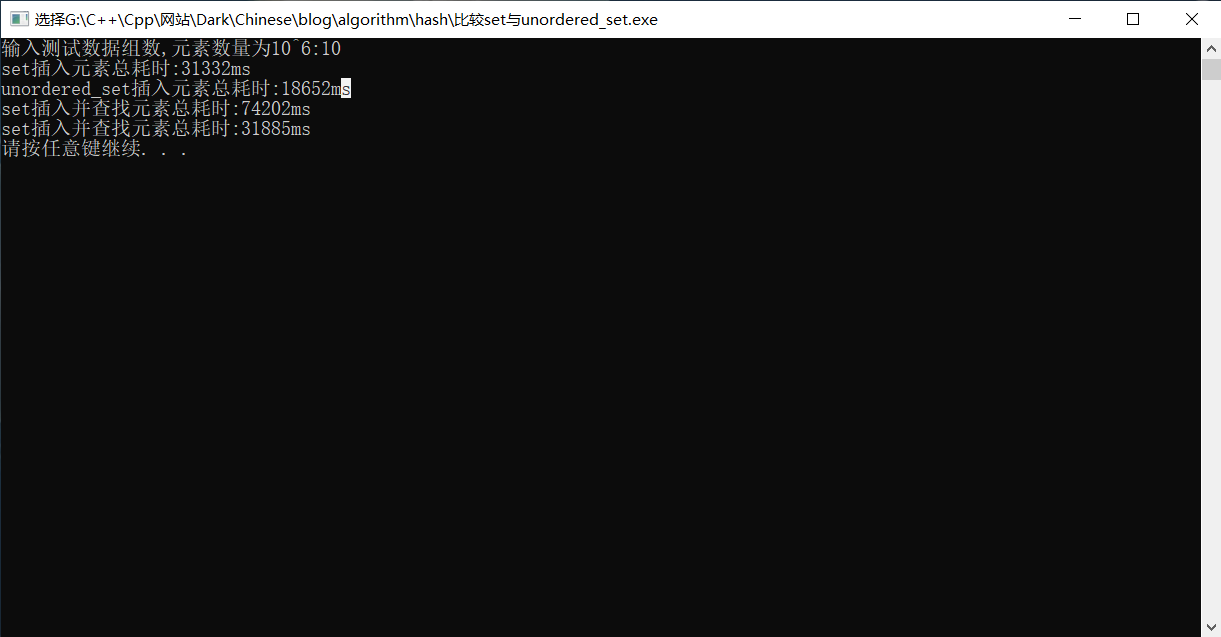 选择G:\C++\Cpp\网站\Dark\Chinese\blog\algorithm\hash\比较set与unordered_set.exe
输入测试数据组数,元素数量为10^6:10
set插入元素总耗时:31332ms
unordered_set插入元素总耗时:18652ms
set插入并查找元素总耗时:74202ms
set插入并查找元素总耗时:31885ms
请按任意键继续. . .